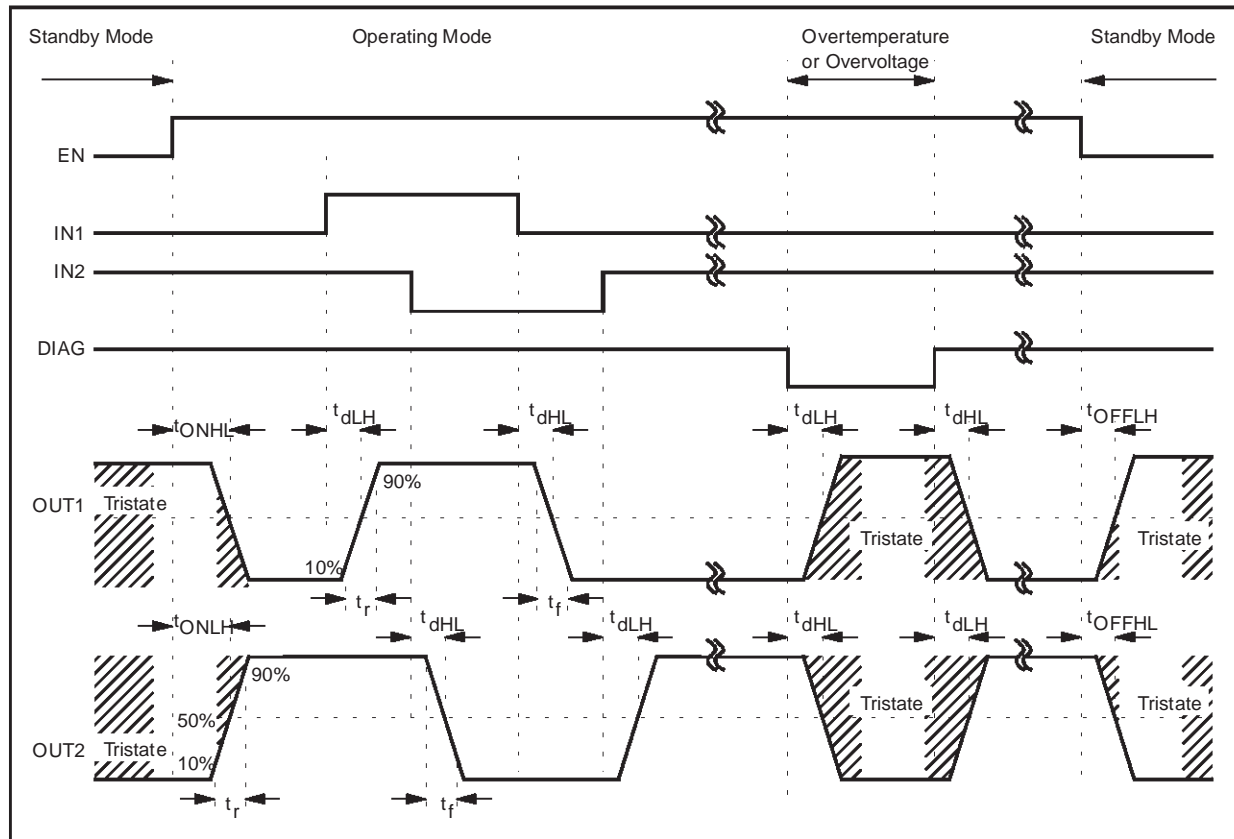 Standby Mode
Operating Mode
Overtemperature
or Overvoltage
Standby Mode
EN
IN1
IN2
DIAG
tONHL
tdLH
tdHL
tdLH
tdHL
tOFFLH
OUT1
Tristate
90%
10%
Tristate
Tristate
tr
tf
tONLH
tdHL
tdLH
tdHL
tdLH
tOFFHL
OUT2
90%
50%
Tristate
10%
Tristate
Tristate
tr
tf